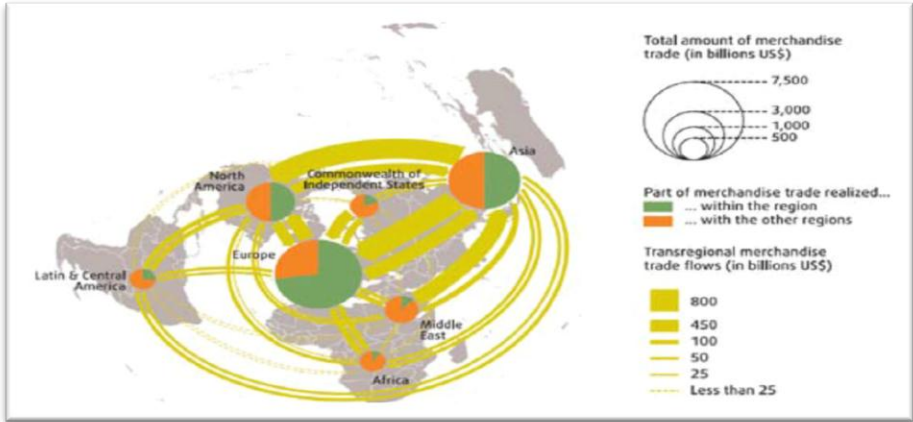 Total amount of merchandise
trade (in billions US$)
7,500
3,000
1,000
500
Asia
North
America
Commonwealth of
Independent States
Part of merchandise trade realized...
... within the region
... with the other regions
Europe
Latin & Central
America
Transregional merchandise
trade flows (in billions US$)
800
450
100
50
25
Less than 25
Middle
East
Africa